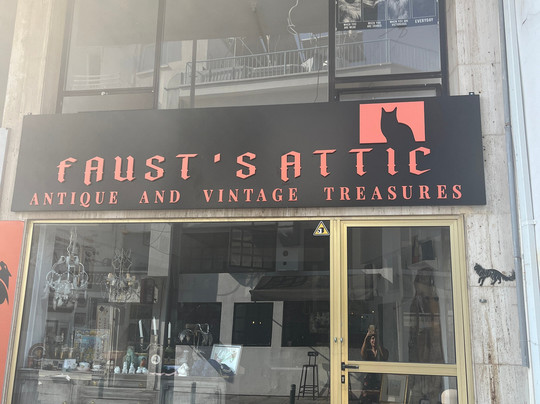 FAUST'S ATTIC
ANTIQUE AND VINTAGE TREASURES